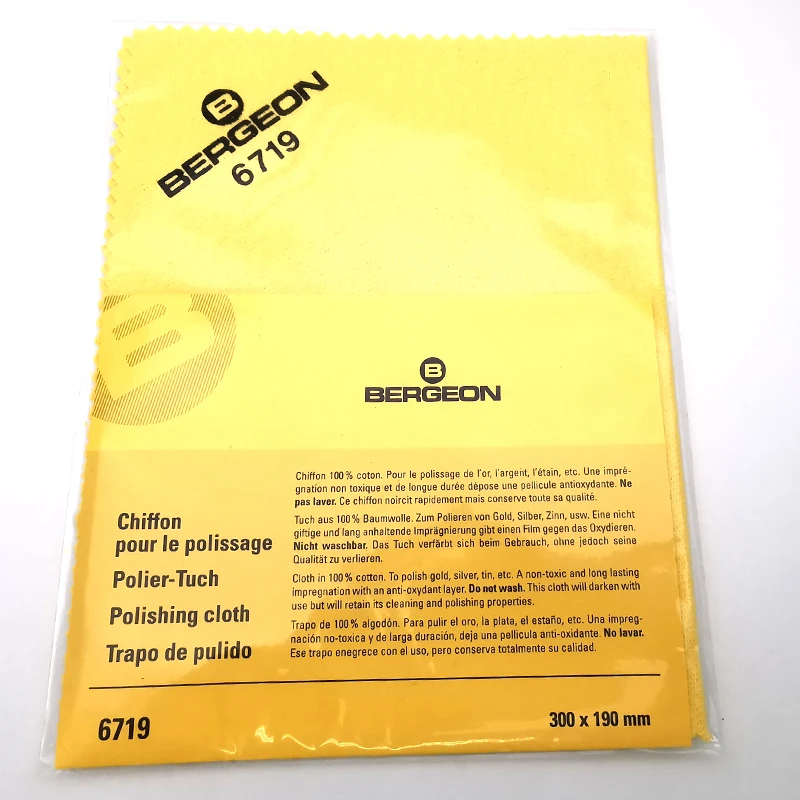 B
BERGEON
6719
B
B
BERGEON
Chiffon 100% coton. Pour le polissage de l'or, l'argent, l'étain, etc. Une impré-
gnation non toxique et de longue durée dépose une pellicule antioxydante. Ne
pas laver. Ce chiffon noircit rapidement mais conserve toute sa qualité.
Tuch aus 100% Baumwolle. Zum Polieren von Gold, Silber, Zinn, usw. Eine nicht
giftige und lang anhaltende Imprägnierung gibt einen Film gegen das Oxydieren.
Nicht waschbar. Das Tuch verfärbt sich beim Gebrauch, ohne jedoch seine
Qualität zu verlieren.
Cloth in 100% cotton. To polish gold, silver, tin, etc. A non-toxic and long lasting
impregnation with an anti-oxydant layer. Do not wash. This cloth will darken with
use but will retain its cleaning and polishing properties.
Trapo de 100% algodón. Para pulir el oro, la plata, el estaño, etc. Una impreg-
nación no-toxica y de larga duración, deja una pellicula anti-oxidante. No lavar.
Ese trapo enegrece con el uso, pero conserva totalmente su calidad.
Chiffon
pour le polissage
Polier-Tuch
Polishing cloth
Trapo de pulido
6719
300 x 190 mm